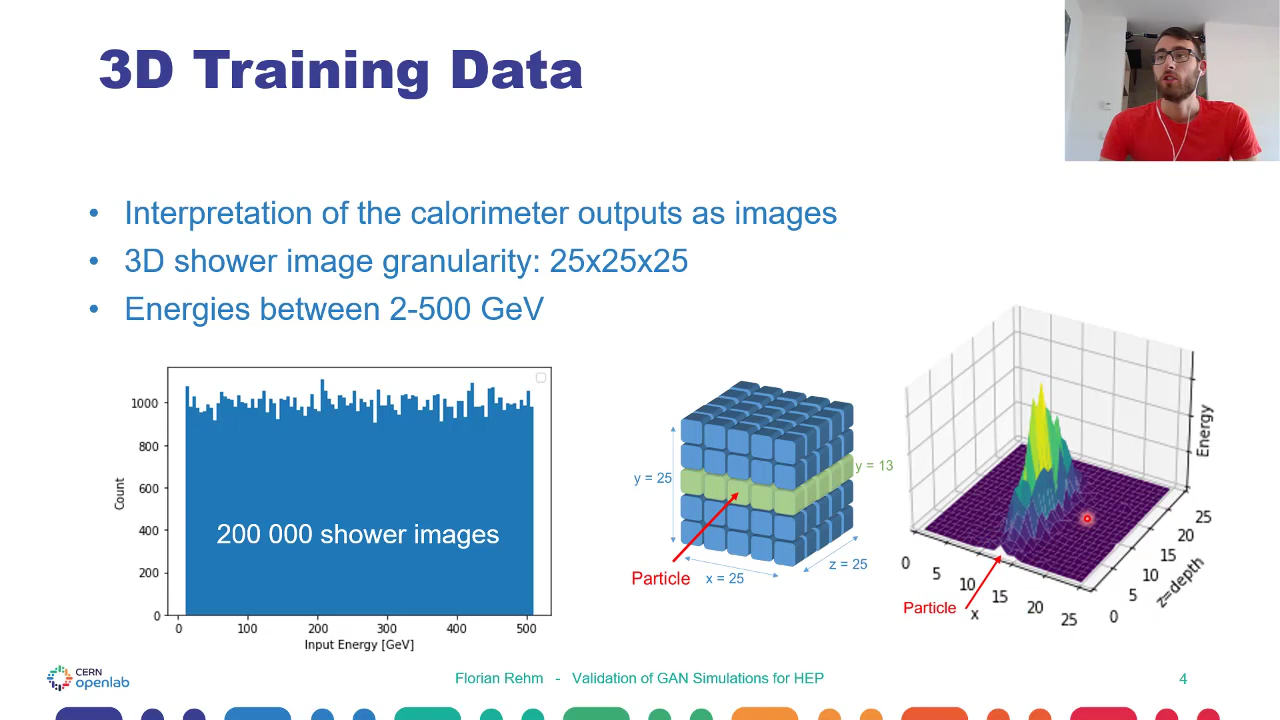 3D Training Data
• Interpretation of the calorimeter outputs as images
• 3D shower image granularity: 25x25x25
• Energies between 2-500 GeV
1000
800
600
400
200
0
Count
200 000 shower images
0 100 200 300 400 500
Input Energy [GeV]
y = 25
y = 13
Particle
x = 25
z = 25
Energy
0 5 10 15 20 25
x
0 5 10 15 20 25
z=depth
Particle
CERN
openlab
Florian Rehm - Validation of GAN Simulations for HEP
4